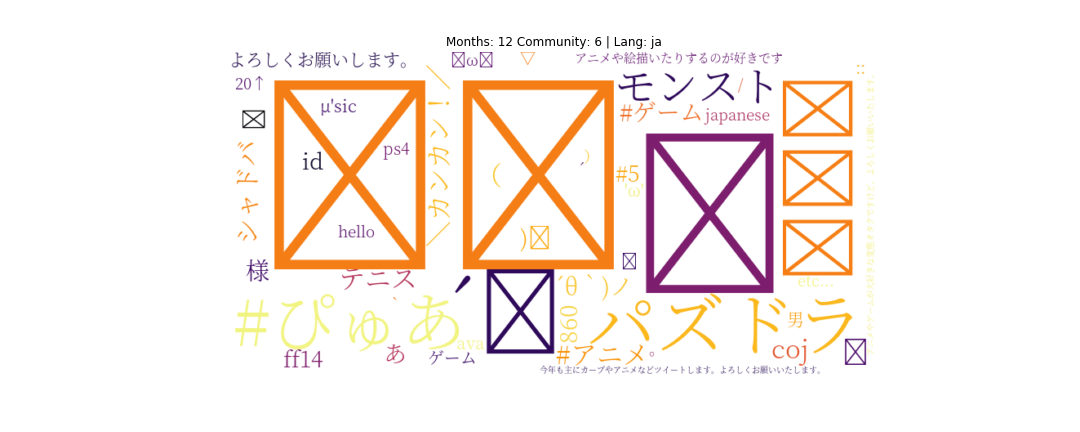 Months: 12 Community: 6 | Lang: ja
よろしくお願いします。
ω
▽
アニメや絵描いたりするのが好きです
20↑
μ'sic
id
ps4
hello
シャドバ
＼カンカン！／
モンスト
/
#ゲーム
japanese
#5
'ω'
(
)
様
テニス
#ぴゅあ
ff14
あ
ava
ゲーム
´θ｀)ノ
860
パズドラ
#アニメ
男
coj
etc...
今年も主にカープやアニメなどツイートします。よろしくお願いいたします。